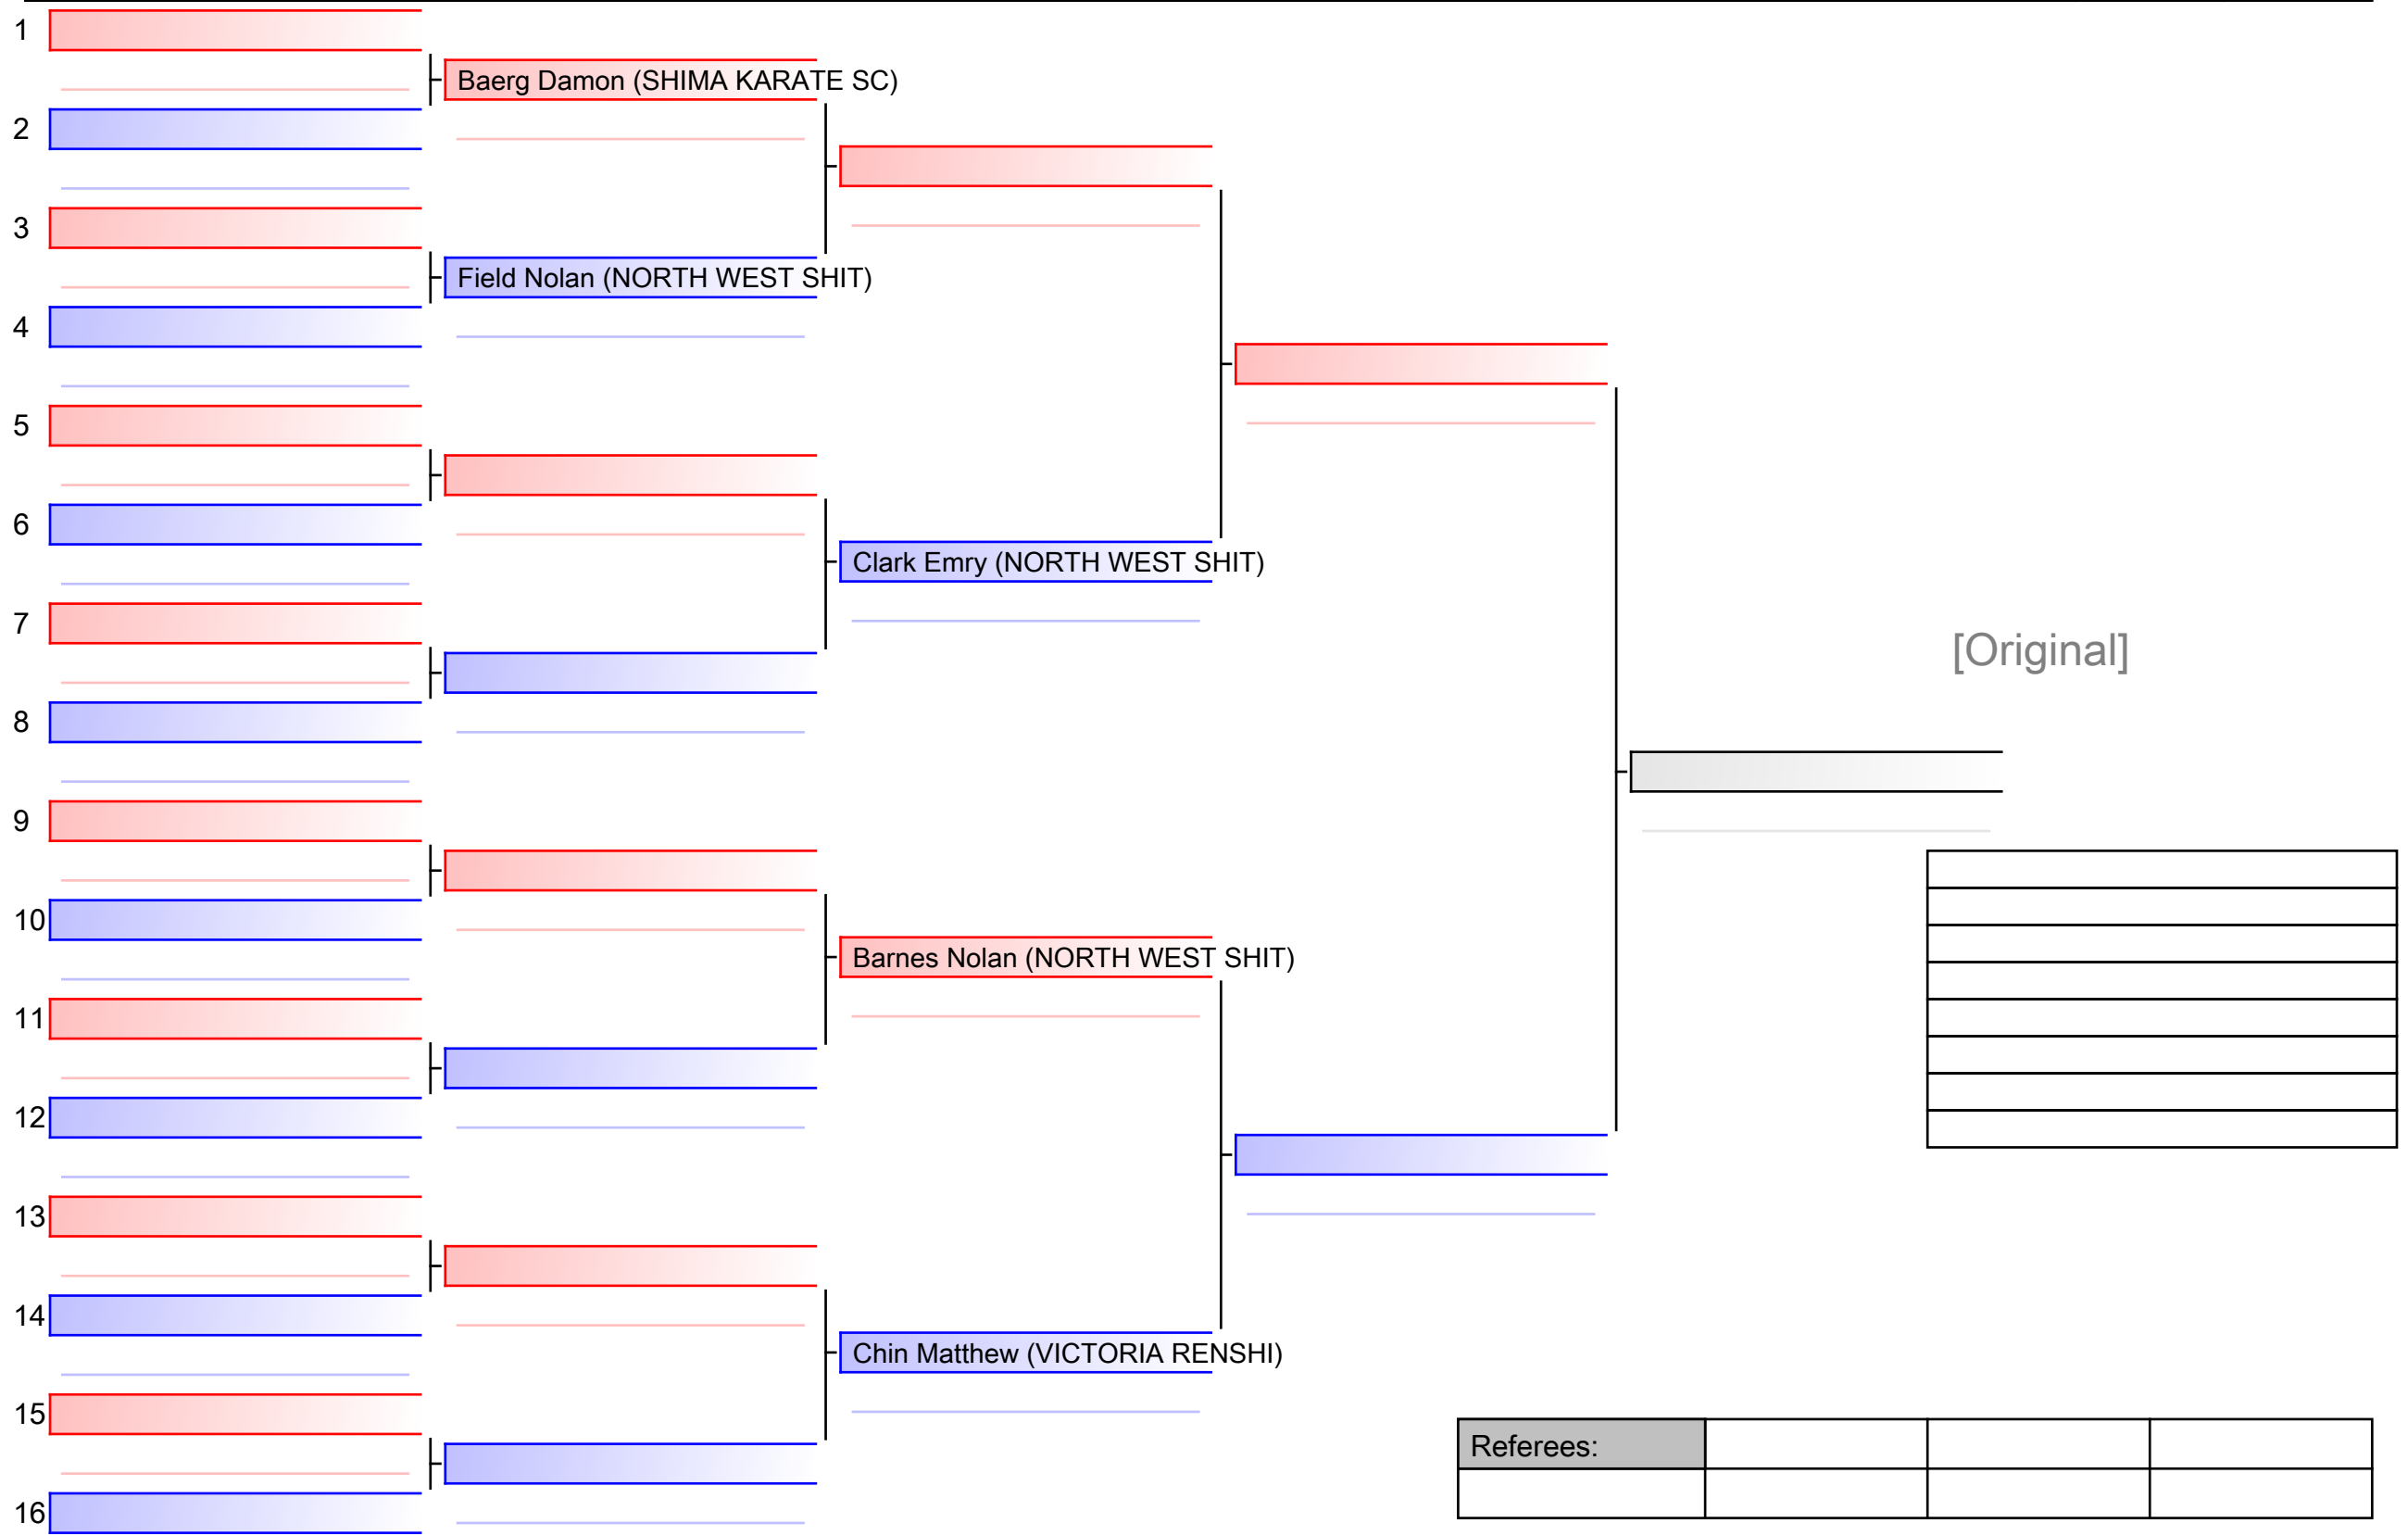 1
Baerg Damon (SHIMA KARATE SC)
2
3
Field Nolan (NORTH WEST SHIT)
4
5
6
Clark Emry (NORTH WEST SHIT)
7
[Original]
8
9
10
Barnes Nolan (NORTH WEST SHIT)
11
12
13
14
Chin Matthew (VICTORIA RENSHI)
15
Referees:
16